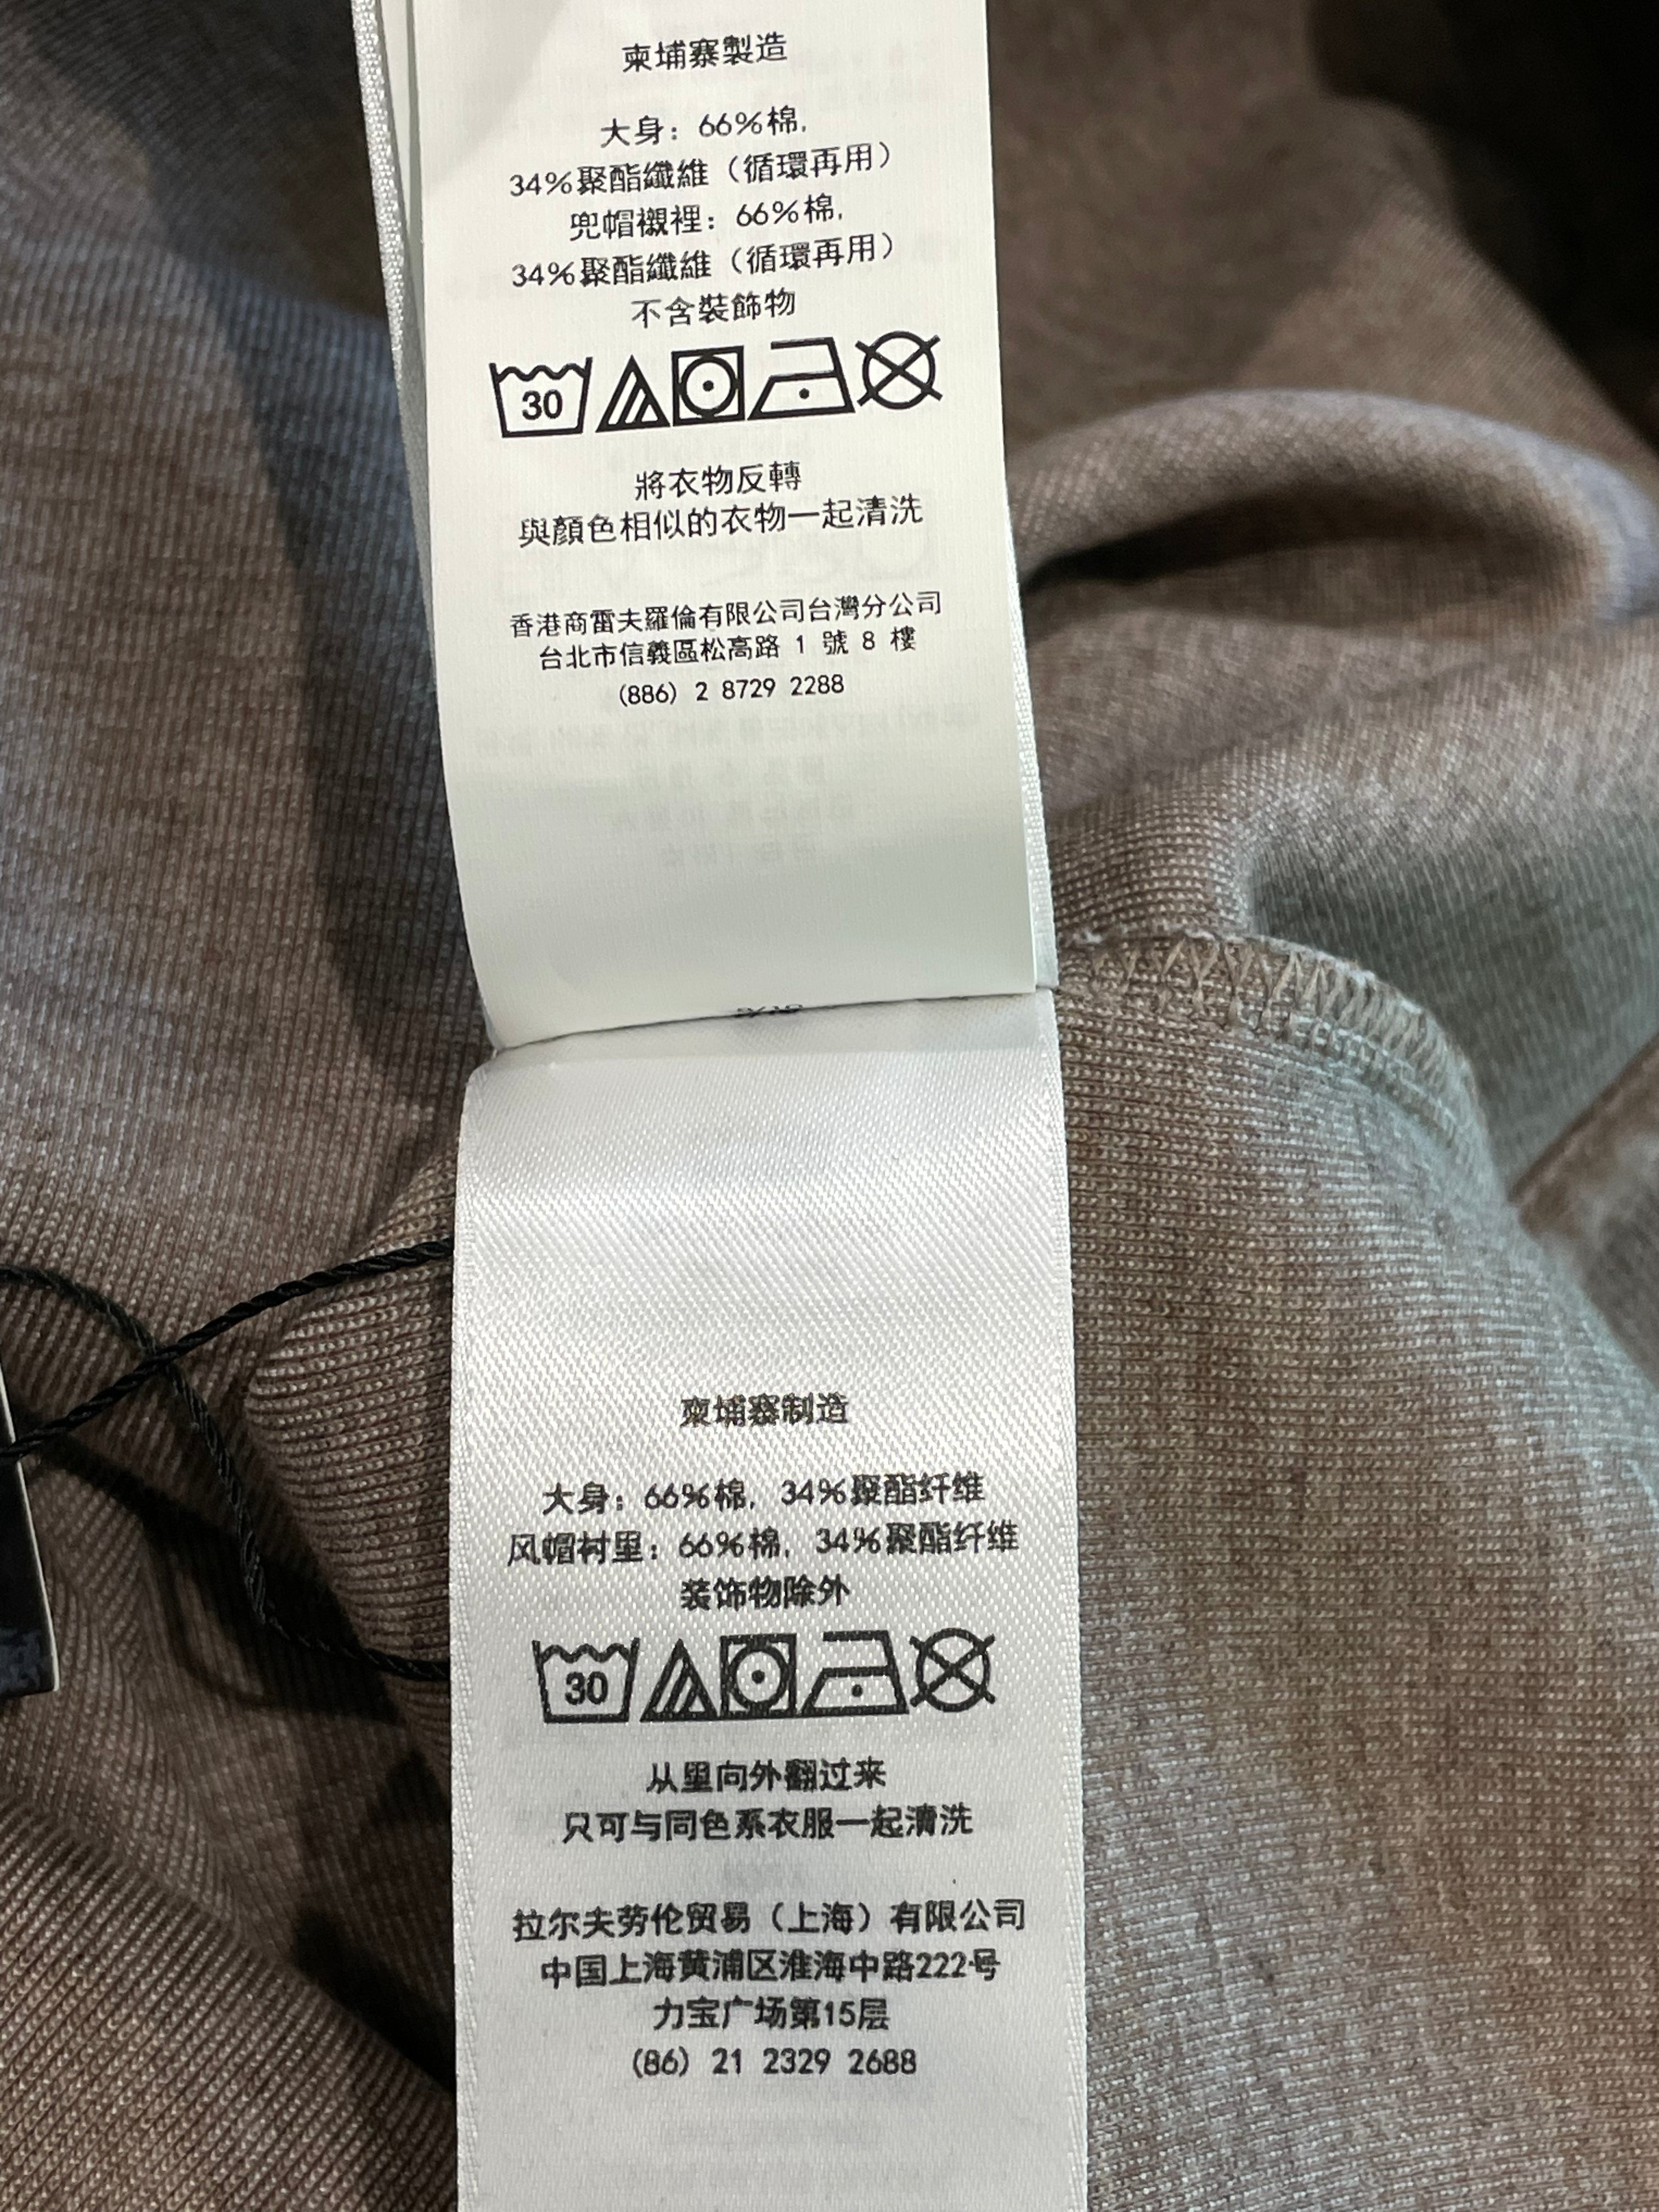 柬埔寨製造
大身：66%棉,
34%聚酯纖維（循環再用）
兜帽襯裡：66%棉,
34%聚酯纖維（循環再用）
不含裝飾物
30
將衣物反轉
與顏色相似的衣物一起清洗
香港商雷夫羅倫有限公司台灣分公司
台北市信義區松高路 1 號 8 樓
(886) 2 8729 2288
柬埔寨制造
大身：66%棉, 34%聚酯纤维
风帽衬里：66%棉, 34%聚酯纤维
装饰物除外
30
从里向外翻过来
只可与同色系衣服一起清洗
拉尔夫劳伦贸易（上海）有限公司
中国上海黄浦区淮海中路222号
力宝广场第15层
(86) 21 2329 2688